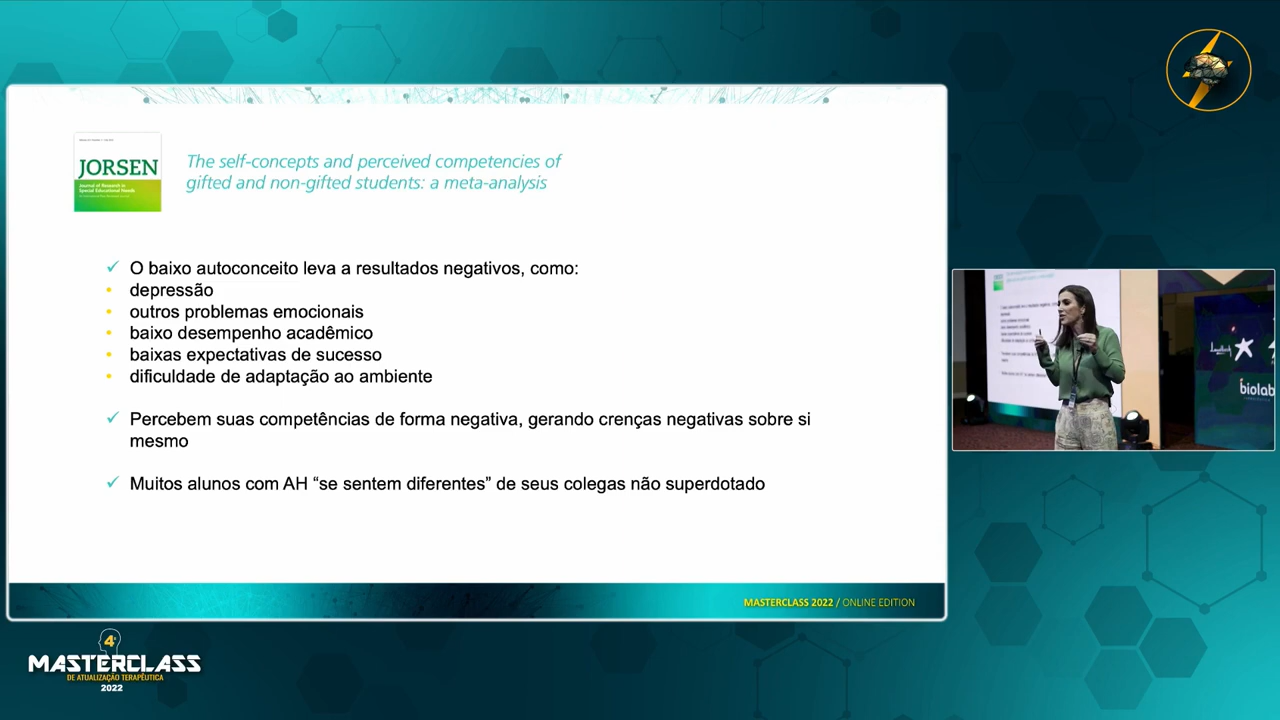 JORSEN
Journal of Research in
Special Educational Needs
The self-concepts and perceived competencies of
gifted and non-gifted students: a meta-analysis
✓ O baixo autoconceito leva a resultados negativos, como:
• depressão
• outros problemas emocionais
• baixo desempenho acadêmico
• baixas expectativas de sucesso
• dificuldade de adaptação ao ambiente
✓ Percebem suas competências de forma negativa, gerando crenças negativas sobre si
mesmo
✓ Muitos alunos com AH “se sentem diferentes” de seus colegas não superdotado
MASTERCLASS 2022 / ONLINE EDITION
biolab
4ª
MASTERCLASS
DE ATUALIZAÇÃO TERAPÊUTICA
2022